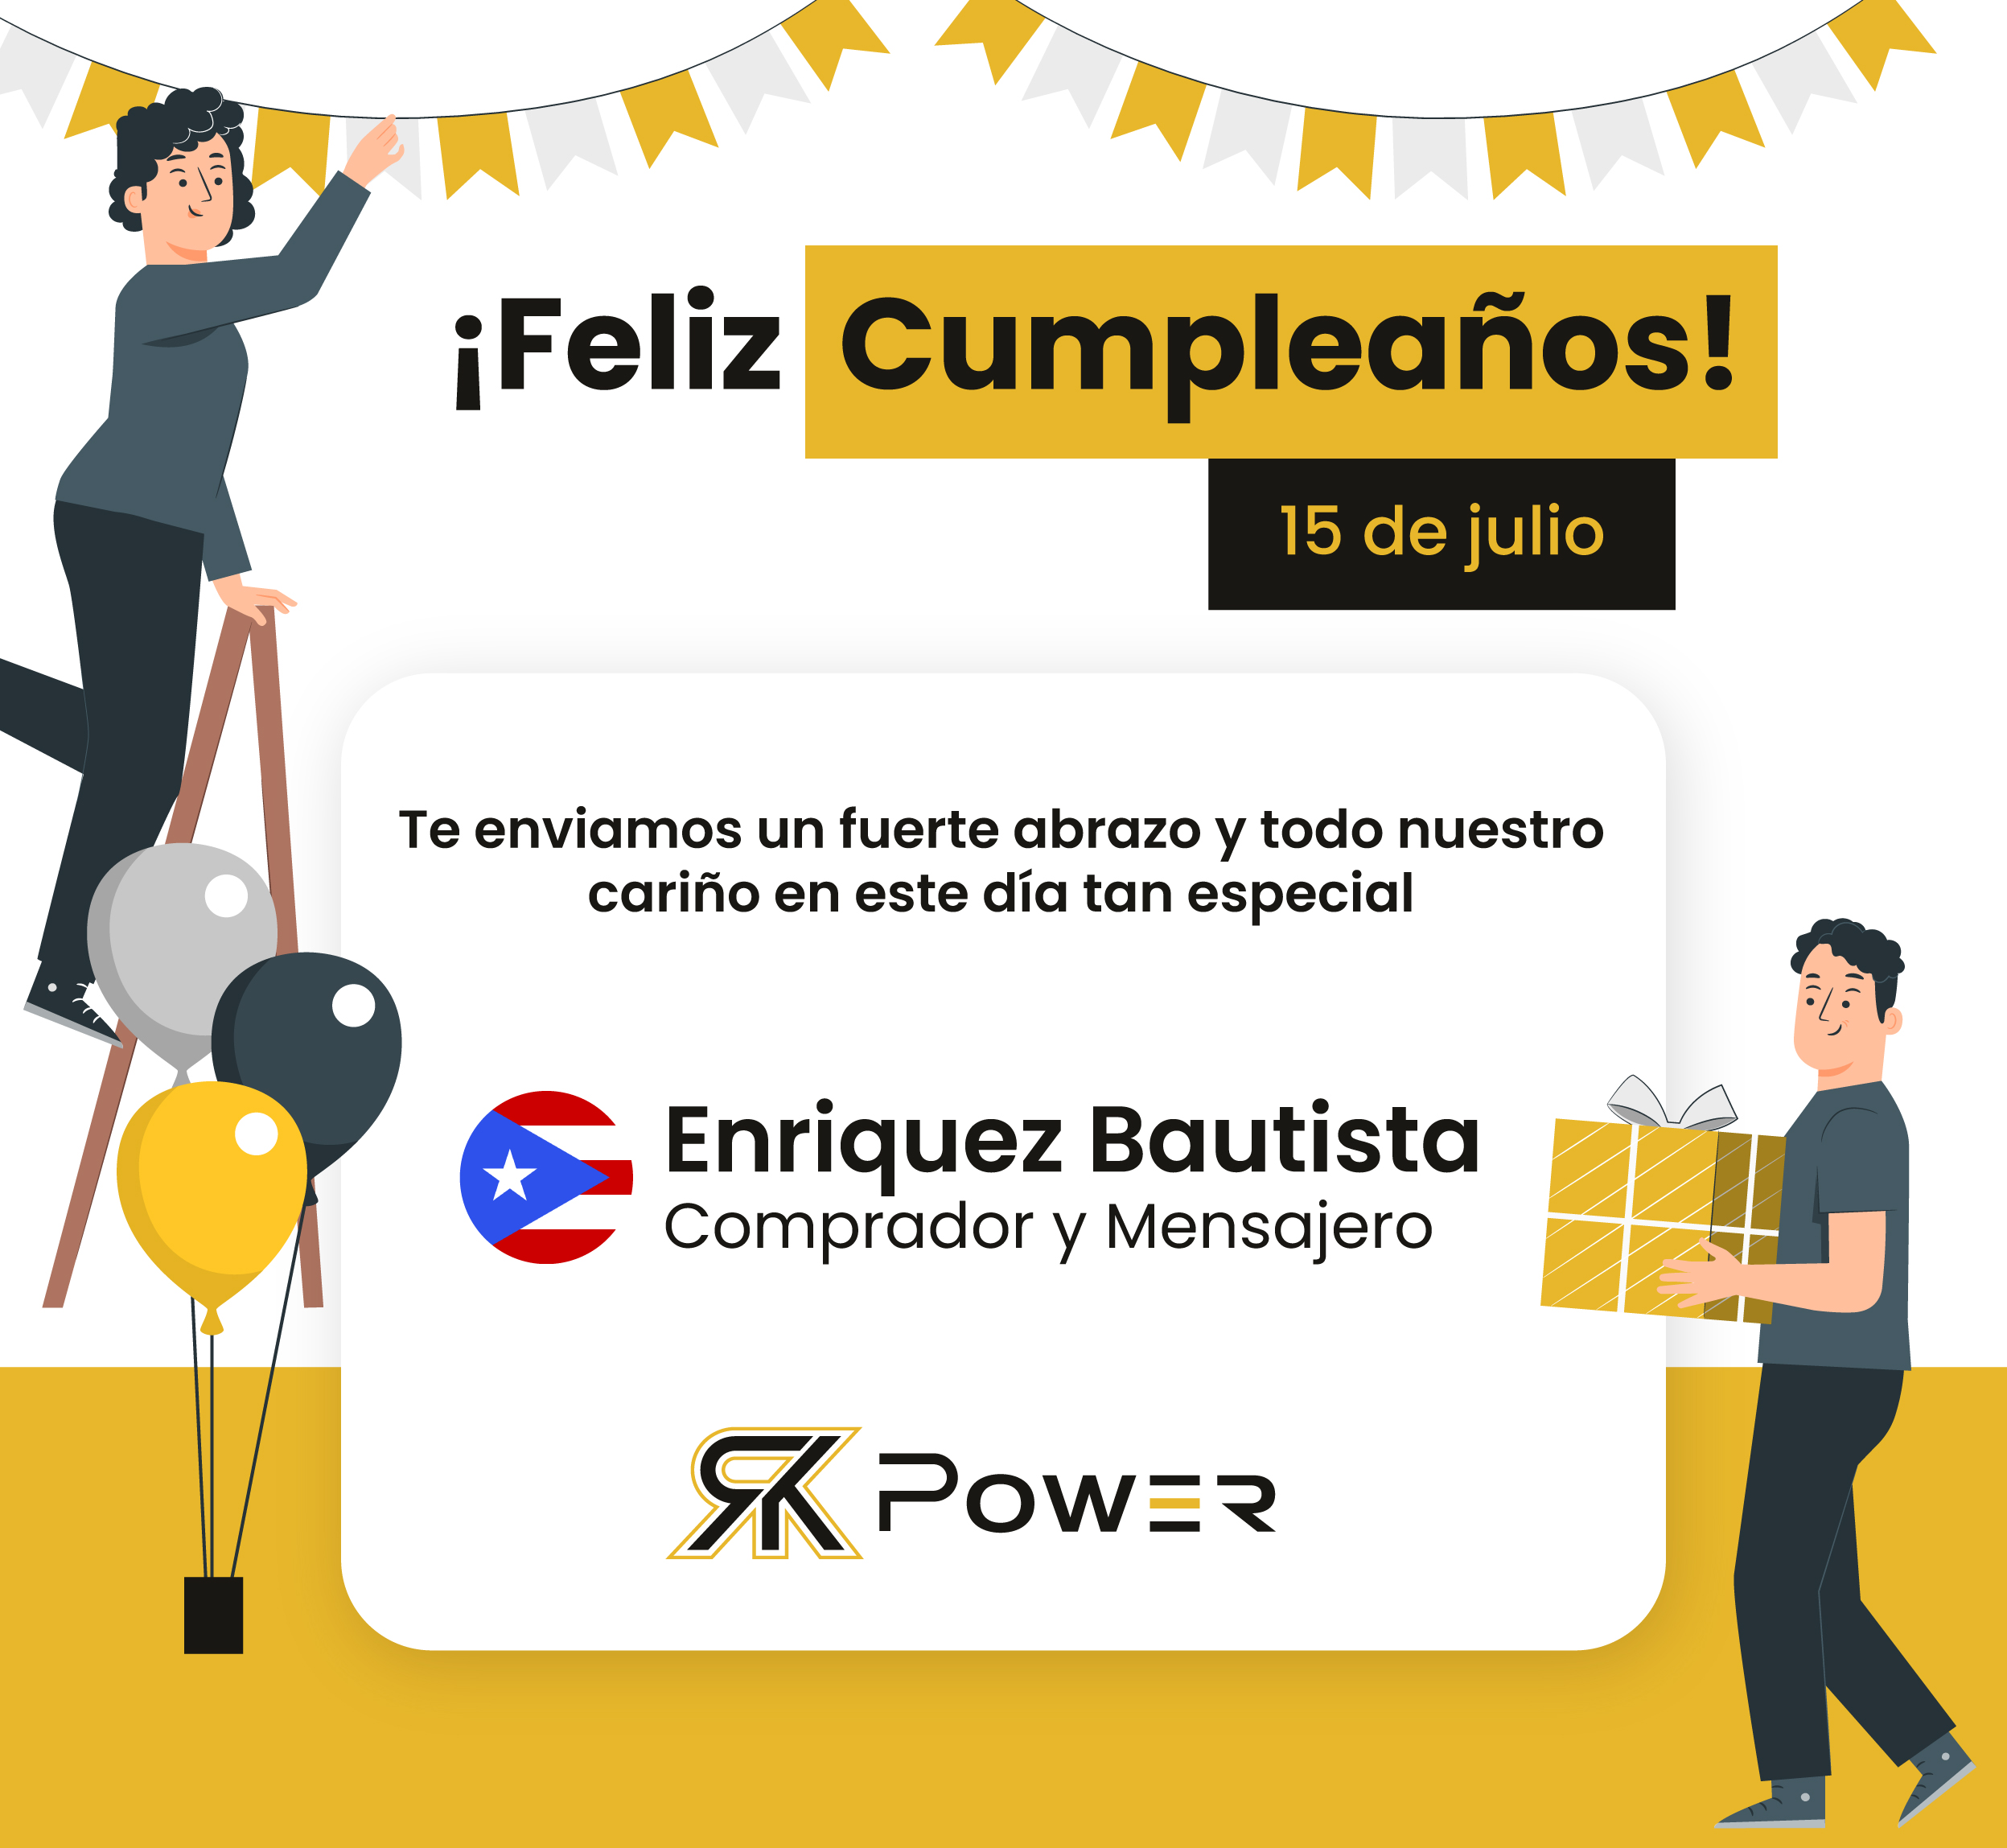 ¡Feliz Cumpleaños!
15 de julio
Te enviamos un fuerte abrazo y todo nuestro
cariño en este día tan especial
Enriquez Bautista
Comprador y Mensajero
RK PowER